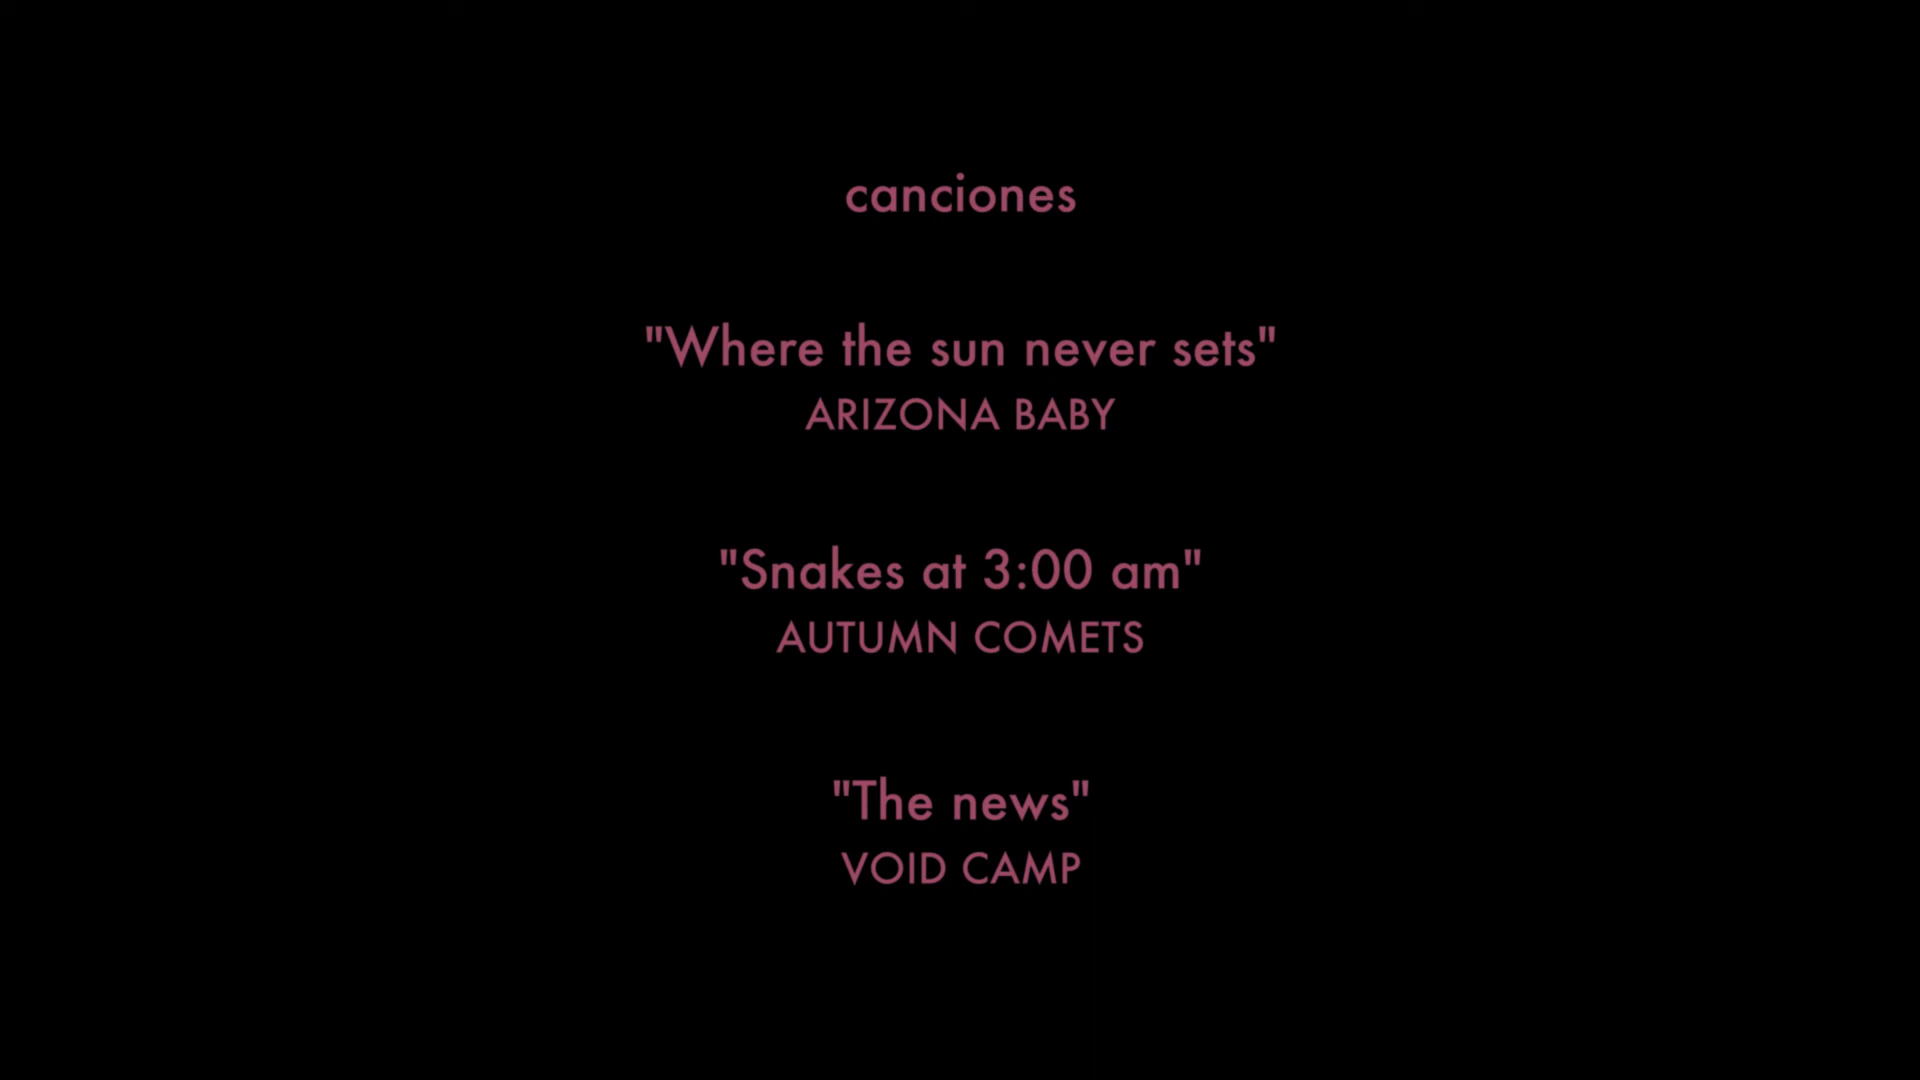 canciones
"Where the sun never sets"
ARIZONA BABY
"Snakes at 3:00 am"
AUTUMN COMETS
"The news"
VOID CAMP